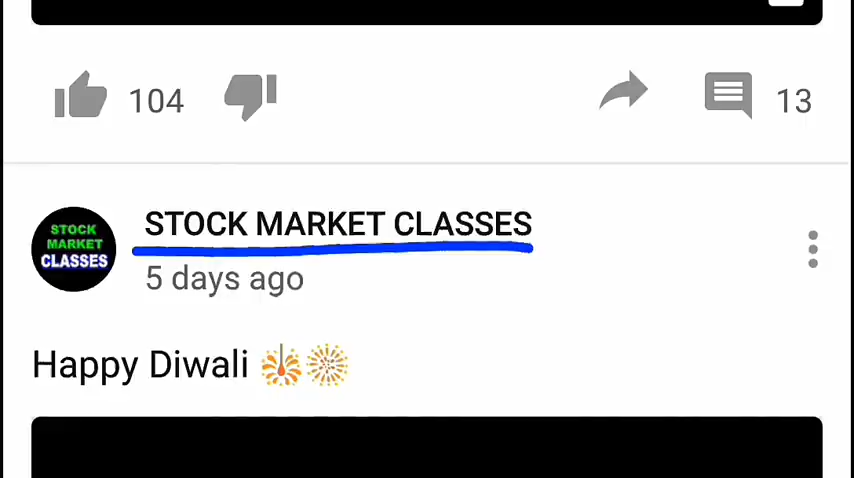 104
13
STOCK
MARKET
CLASSES
STOCK MARKET CLASSES
5 days ago
Happy Diwali